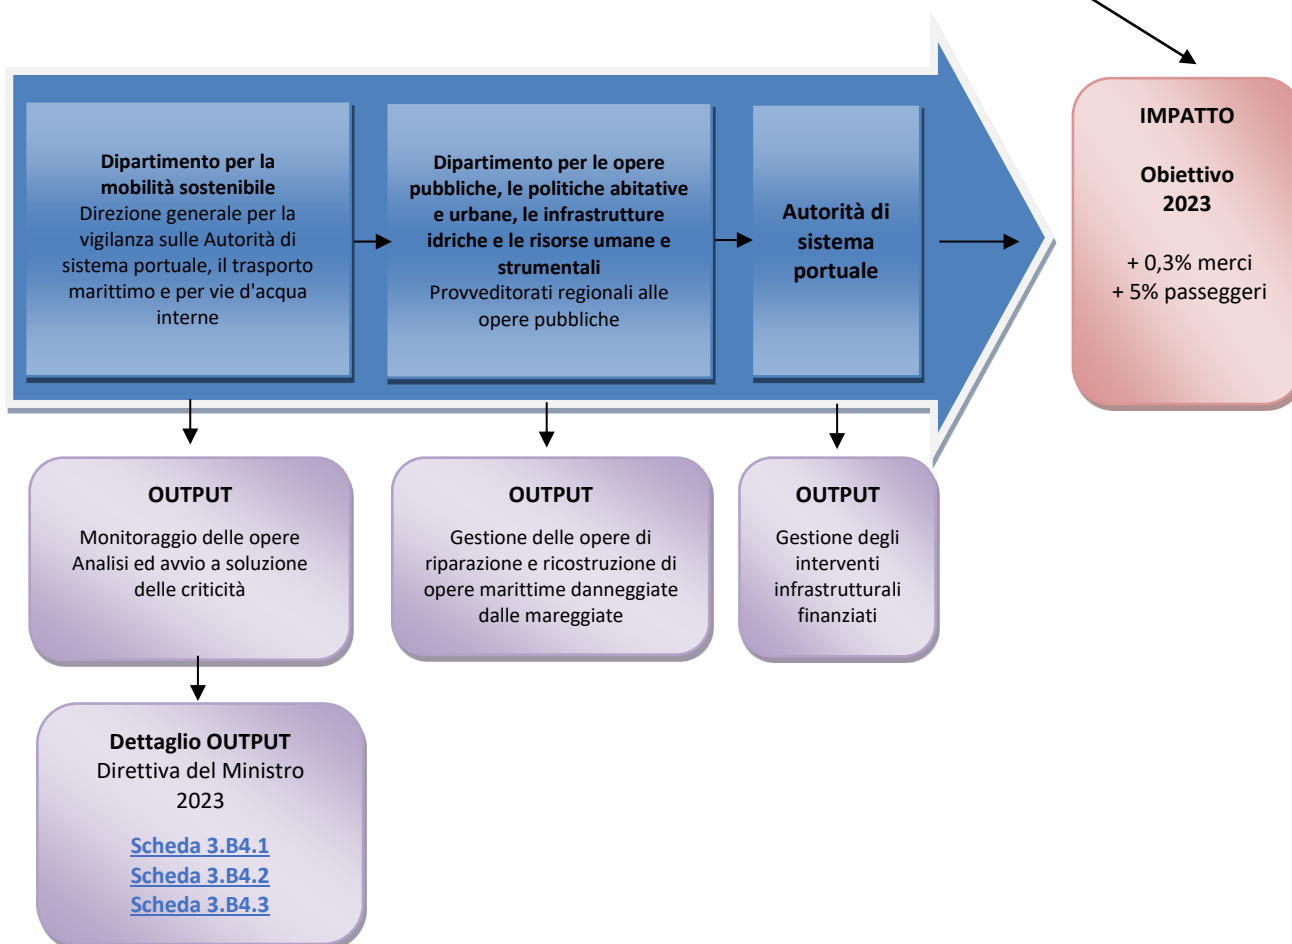 Dipartimento per la
mobilità sostenibile
Direzione generale per la
vigilanza sulle Autorità di
sistema portuale, il trasporto
marittimo e per vie d'acqua
interne
Dipartimento per le opere
pubbliche, le politiche abitative
e urbane, le infrastrutture
idriche e le risorse umane e
strumentali
Provveditorati regionali alle
opere pubbliche
Autorità di
sistema
portuale
IMPATTO
Obiettivo
2023
+ 0,3% merci
+ 5% passeggeri
OUTPUT
Monitoraggio delle opere
Analisi ed avvio a soluzione
delle criticità
OUTPUT
Gestione delle opere di
riparazione e ricostruzione di
opere marittime danneggiate
dalle mareggiate
OUTPUT
Gestione degli
interventi
infrastrutturali
finanziati
Dettaglio OUTPUT
Direttiva del Ministro
2023
Scheda 3.B4.1
Scheda 3.B4.2
Scheda 3.B4.3